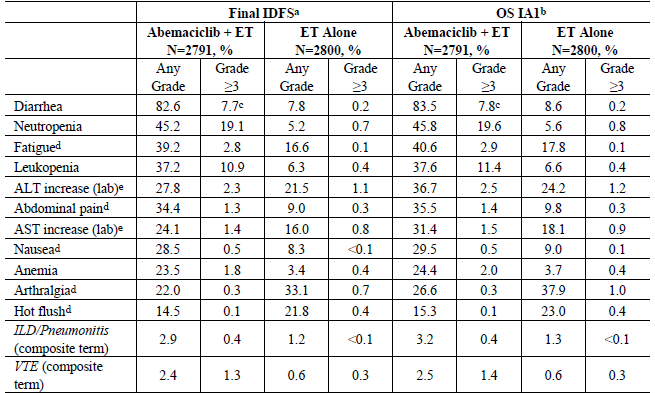 Final IDFSᵃ OS IA1ᵇ
Abemaciclib + ET ET Alone Abemaciclib + ET ET Alone
N=2791, % N=2800, % N=2791, % N=2800, %
Any Grade Any Grade Any Grade Any Grade
Grade ≥3 Grade ≥3 Grade ≥3 Grade ≥3
Diarrhea 82.6 7.7ᶜ 7.8 0.2 83.5 7.8ᶜ 8.6 0.2
Neutropenia 45.2 19.1 5.2 0.7 45.8 19.6 5.6 0.8
Fatigueᵈ 39.2 2.8 16.6 0.1 40.6 2.9 17.8 0.1
Leukopenia 37.2 10.9 6.3 0.4 37.6 11.4 6.6 0.4
ALT increase (lab)ᵉ 27.8 2.3 21.5 1.1 36.7 2.5 24.2 1.2
Abdominal painᵈ 34.4 1.3 9.0 0.3 35.5 1.4 9.8 0.3
AST increase (lab)ᵉ 24.1 1.4 16.0 0.8 31.4 1.5 18.1 0.9
Nauseaᵈ 28.5 0.5 8.3 <0.1 29.5 0.5 9.0 0.1
Anemia 23.5 1.8 3.4 0.4 24.4 2.0 3.7 0.4
Arthralgiaᵈ 22.0 0.3 33.1 0.4 26.6 0.3 37.9 1.0
Hot flushᵈ 14.5 0.1 21.8 0.4 15.3 0.1 23.0 0.4
ILD/Pneumonitis
(composite term) 2.9 0.4 1.2 <0.1 3.2 0.4 1.3 <0.1
VTE (composite
term) 2.4 1.3 0.6 0.3 2.5 1.4 0.6 0.3